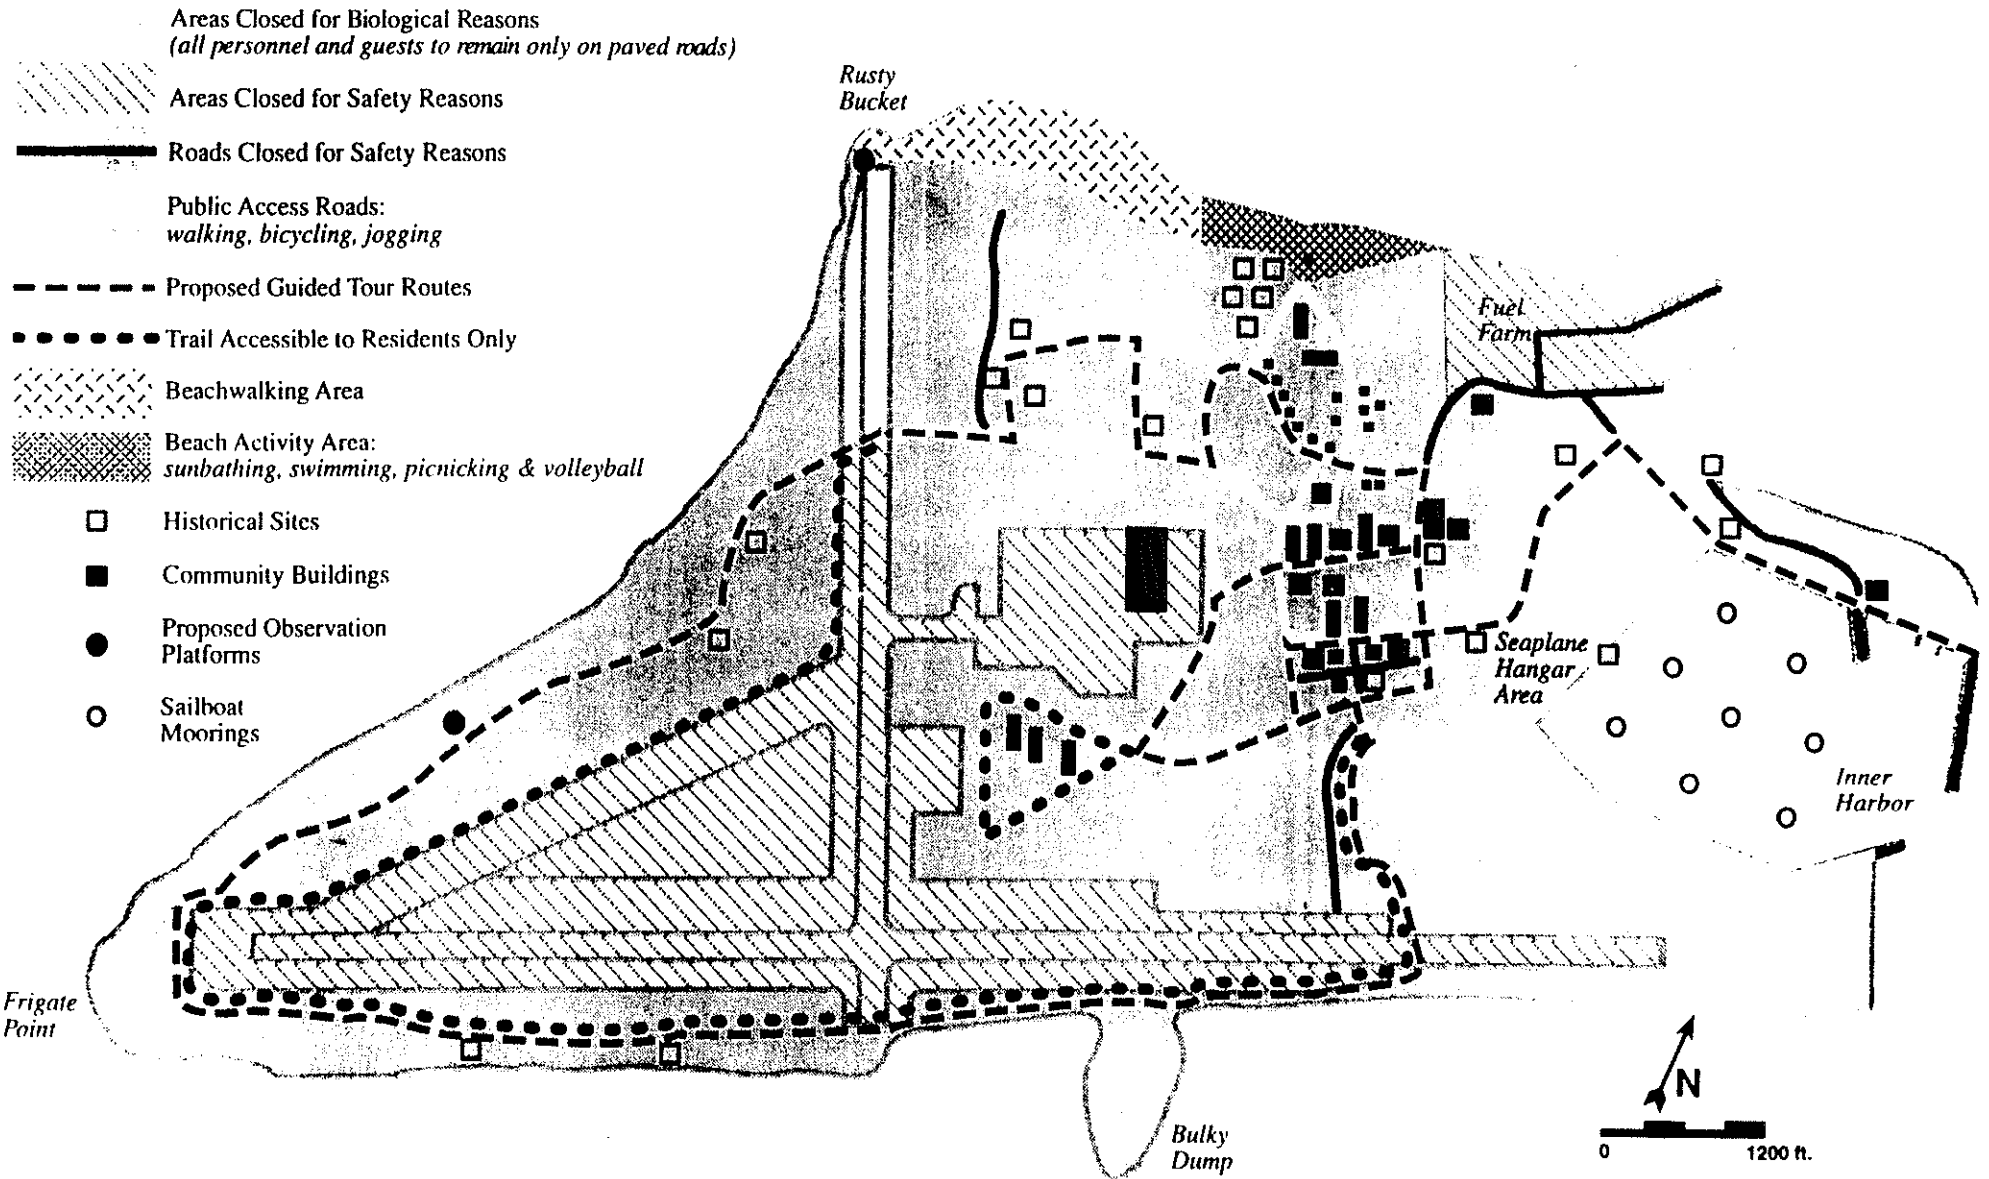 Areas Closed for Biological Reasons
(all personnel and guests to remain only on paved roads)
Areas Closed for Safety Reasons
Roads Closed for Safety Reasons
Public Access Roads:
walking, bicycling, jogging
Proposed Guided Tour Routes
Trail Accessible to Residents Only
Beachwalking Area
Beach Activity Area:
sunbathing, swimming, picnicking & volleyball
Historical Sites
Community Buildings
Proposed Observation
Platforms
Sailboat
Moorings
Rusty
Bucket
Fuel
Farm
Seaplane
Hangar
Area
Inner
Harbor
Frigate
Point
Bulky
Dump
N
0 1200 ft.